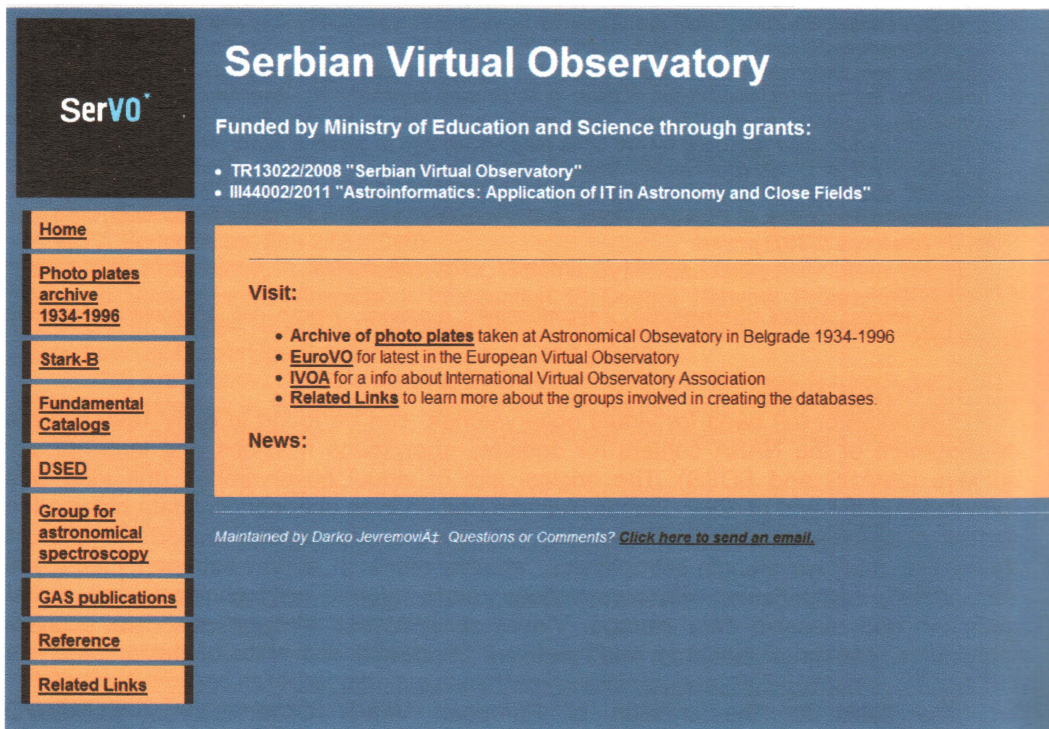 SerVO*
Serbian Virtual Observatory
Funded by Ministry of Education and Science through grants:
• TR13022/2008 "Serbian Virtual Observatory"
• III44002/2011 "Astroinformatics: Application of IT in Astronomy and Close Fields"
Home
Photo plates
archive
1934-1996
Stark-B
Fundamental
Catalogs
DSED
Group for
astronomical
spectroscopy
GAS publications
Reference
Related Links
Visit:
• Archive of photo plates taken at Astronomical Obsevatory in Belgrade 1934-1996
• EuroVO for latest in the European Virtual Observatory
• IVOA for a info about International Virtual Observatory Association
• Related Links to learn more about the groups involved in creating the databases.
News:
Maintained by Darko JevremoviÄ‡. Questions or Comments? Click here to send an email.